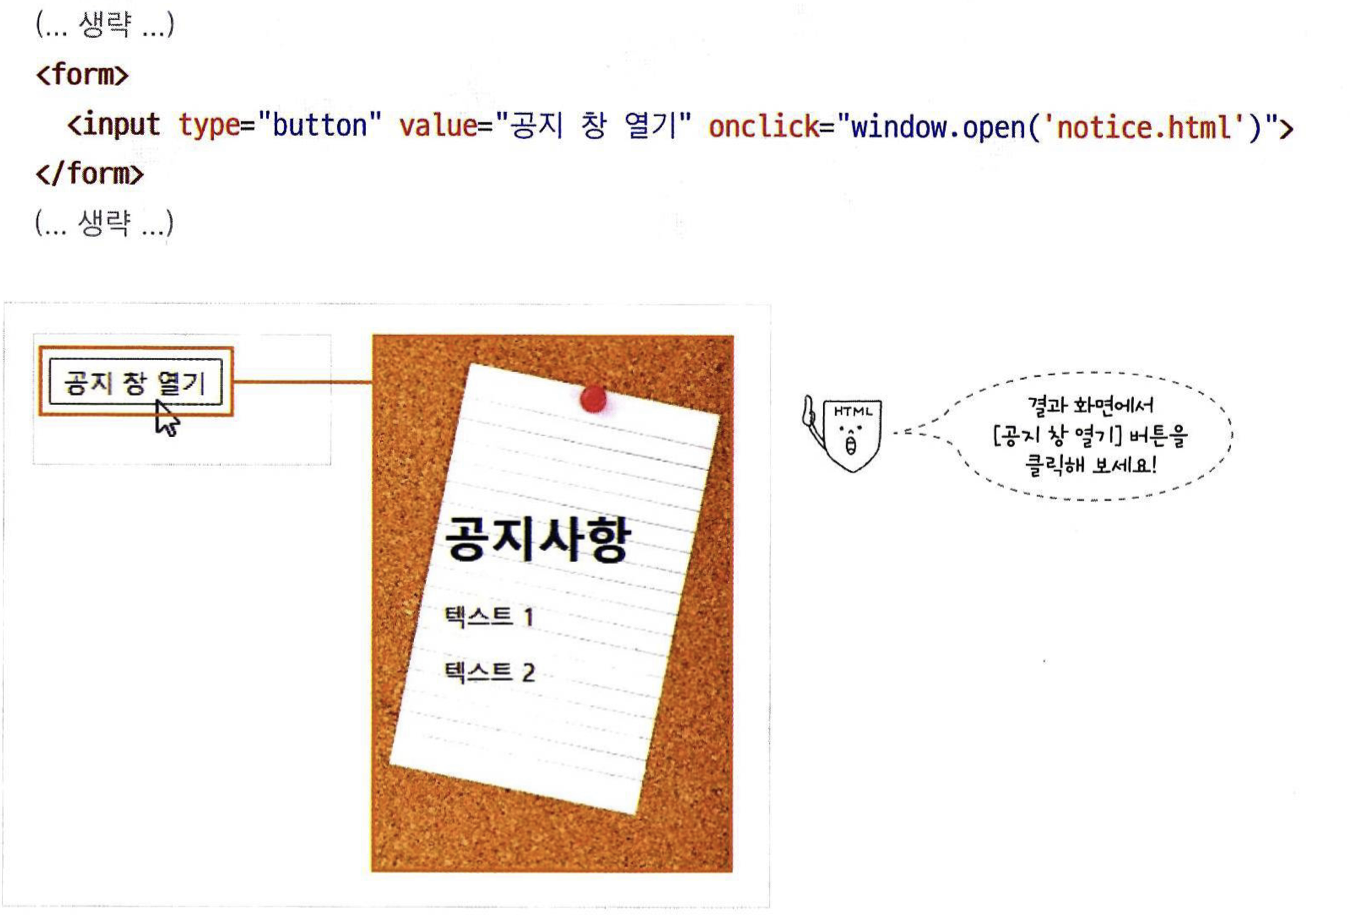 (... 생략 ...)
<form>
<input type="button" value="공지 창 열기" onclick="window.open('notice.html')">
</form>
(... 생략 ...)
공지 창 열기
공지사항
텍스트 1
텍스트 2
HTML
결과 화면에서
[공지 창 열기] 버튼을
클릭해 보세요!